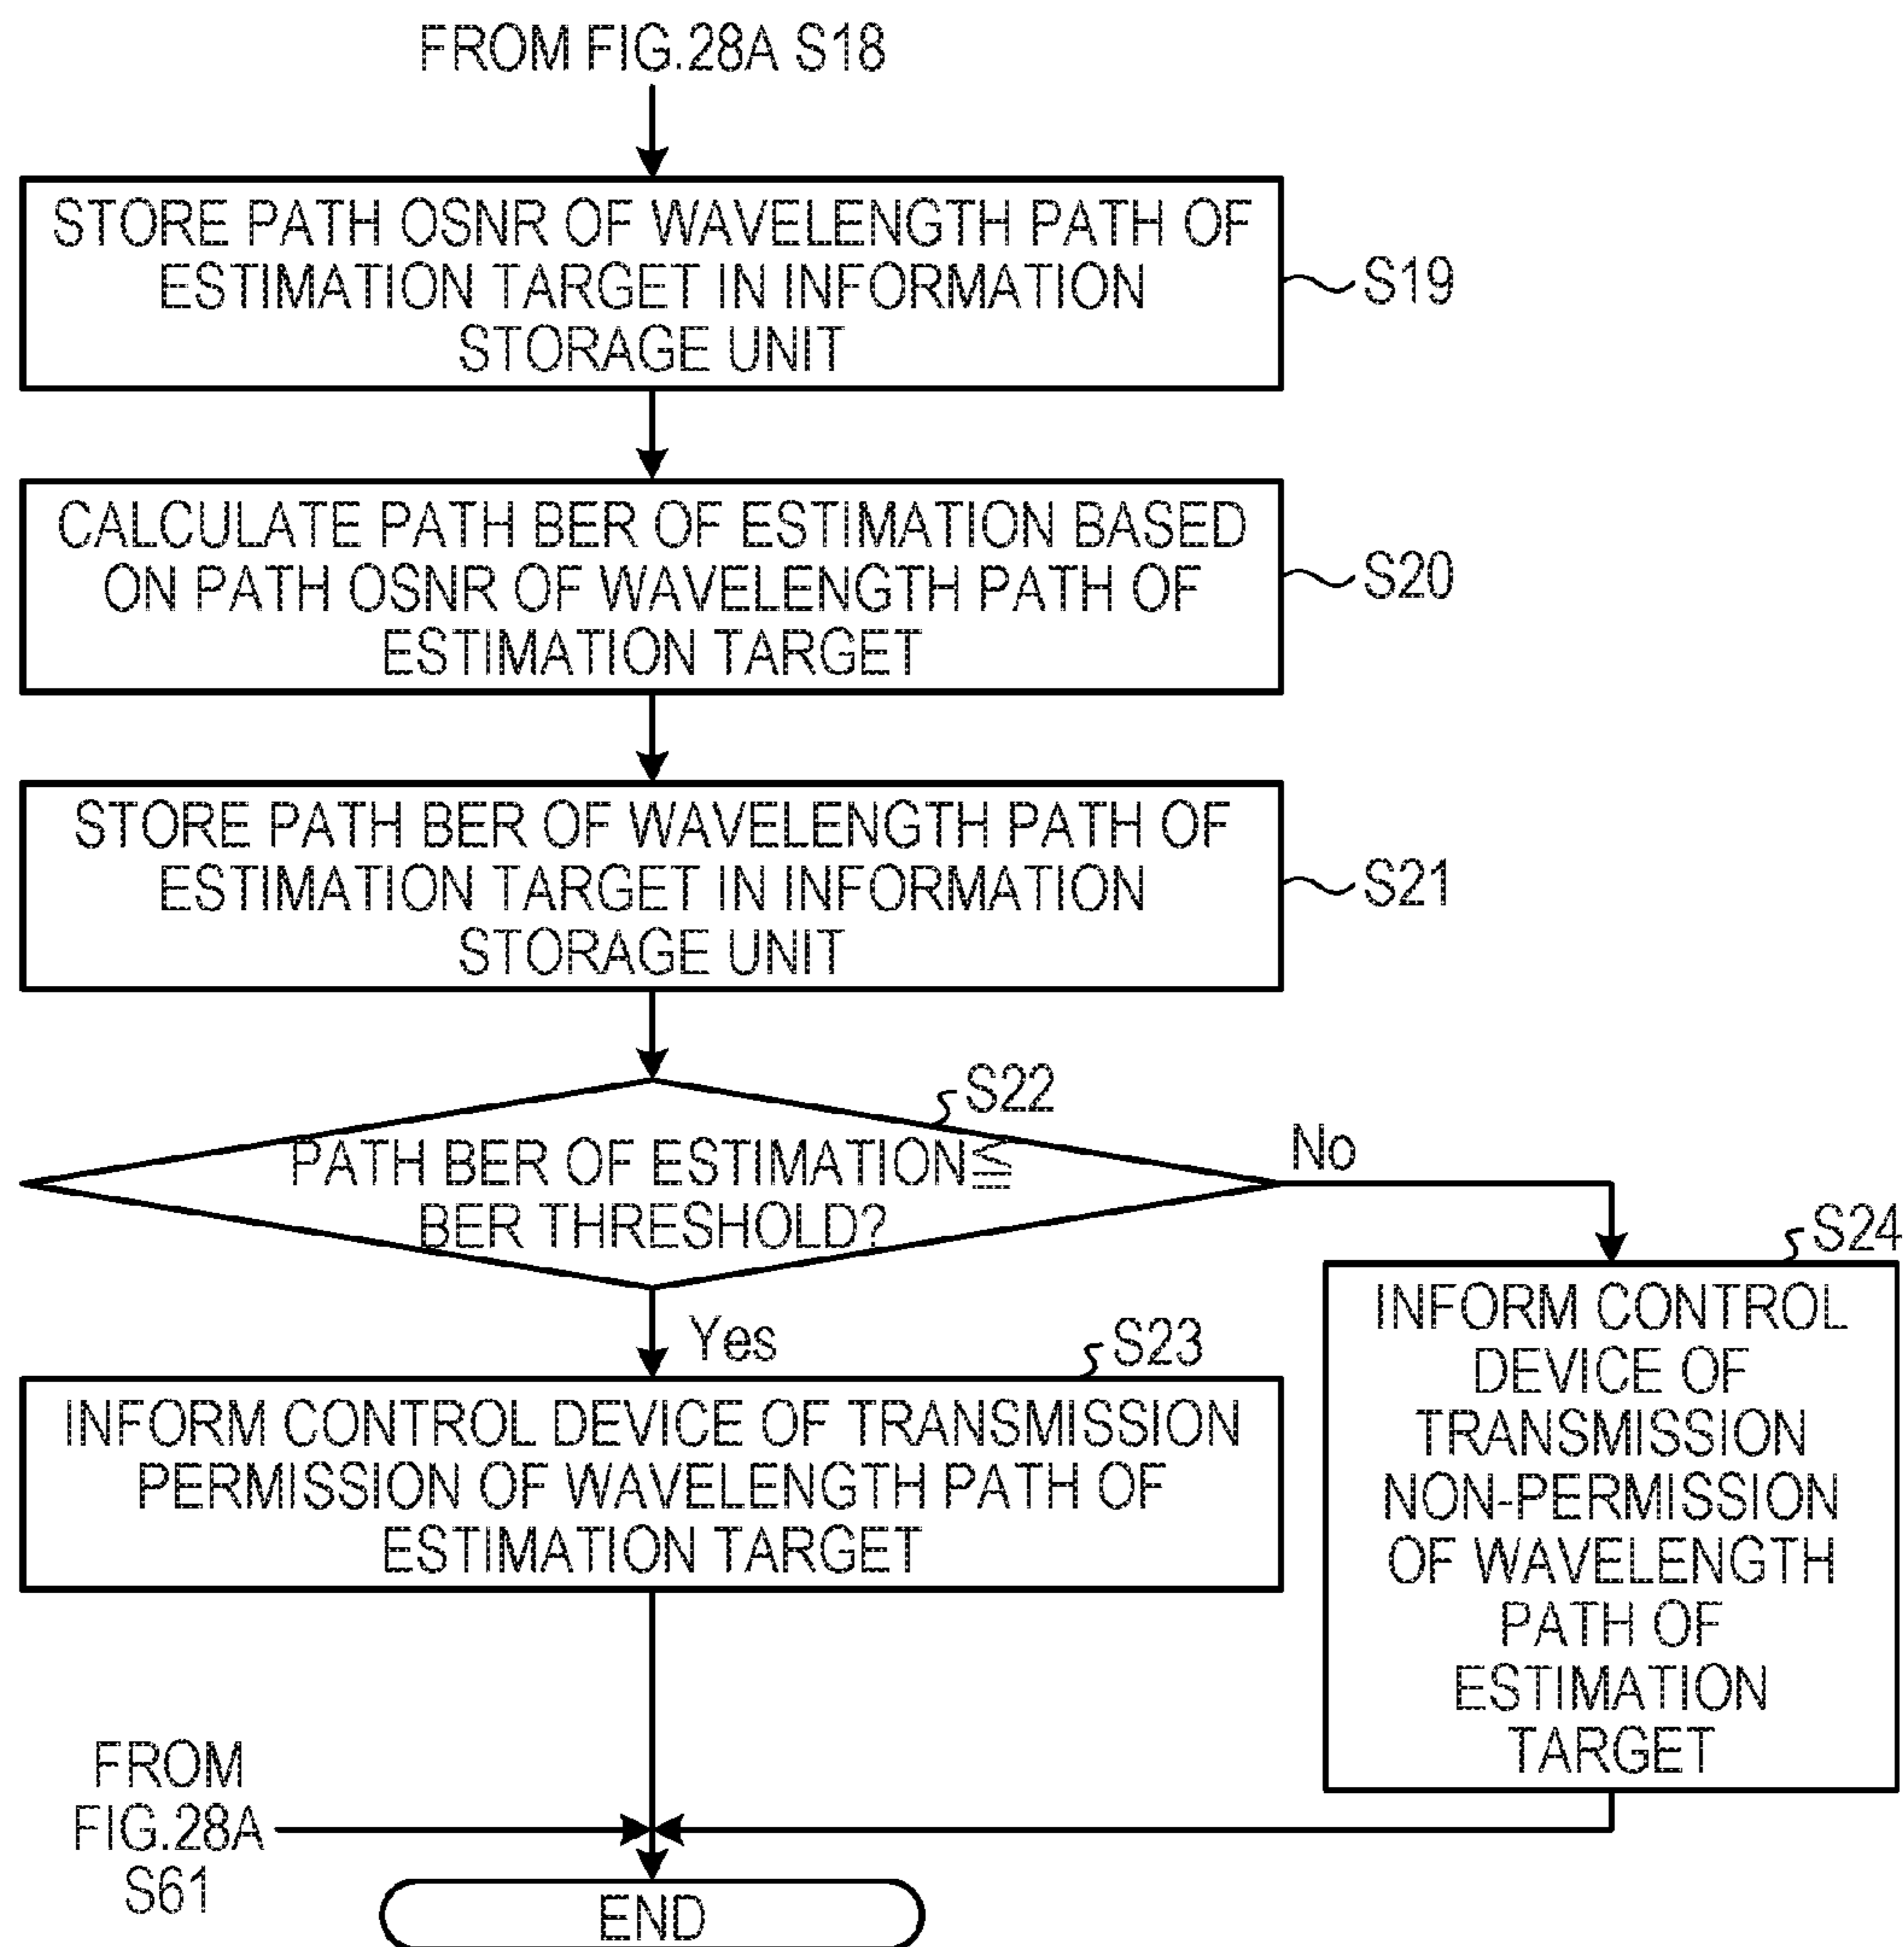 FROM FIG.28A S18
STORE PATH OSNR OF WAVELENGTH PATH OF
ESTIMATION TARGET IN INFORMATION
STORAGE UNIT
S19
CALCULATE PATH BER OF ESTIMATION BASED
ON PATH OSNR OF WAVELENGTH PATH OF
ESTIMATION TARGET
S20
STORE PATH BER OF WAVELENGTH PATH OF
ESTIMATION TARGET IN INFORMATION
STORAGE UNIT
S21
S22
PATH BER OF ESTIMATION≦
BER THRESHOLD?
No
Yes
S23
INFORM CONTROL DEVICE OF TRANSMISSION
PERMISSION OF WAVELENGTH PATH OF
ESTIMATION TARGET
S24
INFORM CONTROL
DEVICE OF
TRANSMISSION
NON-PERMISSION
OF WAVELENGTH
PATH OF
ESTIMATION
TARGET
FROM
FIG.28A
S61
END